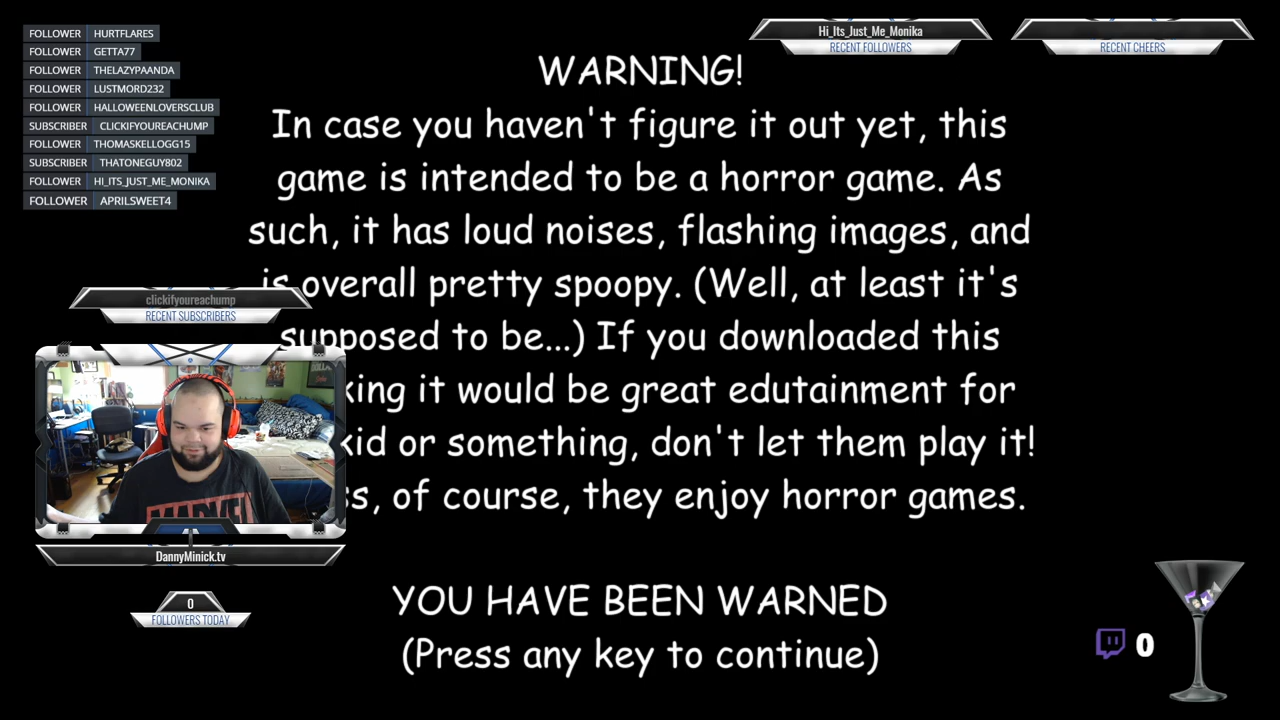 FOLLOWER HURTFLARES
FOLLOWER GETTA77
FOLLOWER THELAZYPAANDA
FOLLOWER LUSTMORD232
FOLLOWER HALLOWEENLOVERSCLUB
SUBSCRIBER CLICKIFYOUREACHUMP
FOLLOWER THOMASKELLOGG15
SUBSCRIBER THATONEGUY802
FOLLOWER HI_ITS_JUST_ME_MONIKA
FOLLOWER APRILSWEET4
Hi_Its_Just_Me_Monika
RECENT FOLLOWERS
RECENT CHEERS
WARNING!
In case you haven't figure it out yet, this
game is intended to be a horror game. As
such, it has loud noises, flashing images, and
is overall pretty spoopy. (Well, at least it's
supposed to be...) If you downloaded this
king it would be great edutainment for
kid or something, don't let them play it!
ss, of course, they enjoy horror games.
YOU HAVE BEEN WARNED
(Press any key to continue)
clickifyoureachump
RECENT SUBSCRIBERS
MARVEL
DannyMinick.tv
0
FOLLOWERS TODAY
0